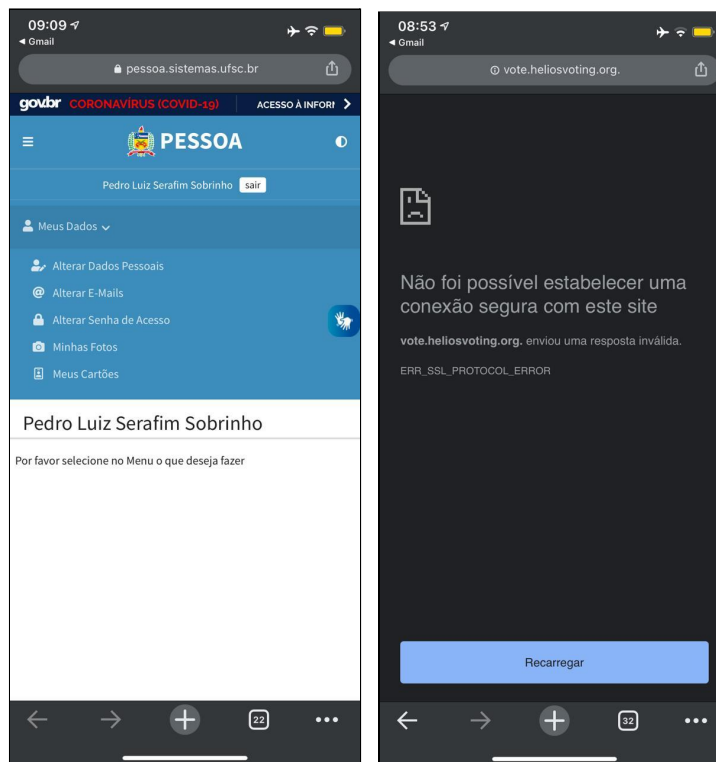 09:09
◀ Gmail
pessoa.sistemas.ufsc.br
govbr CORONAVÍRUS (COVID-19) ACESSO À INFOR
PESSOA
Pedro Luiz Serafim Sobrinho sair
Meus Dados
Alterar Dados Pessoais
@ Alterar E-Mails
Alterar Senha de Acesso
Minhas Fotos
Meus Cartões
Pedro Luiz Serafim Sobrinho
Por favor selecione no Menu o que deseja fazer
22
08:53
◀ Gmail
vote.heliosvoting.org.
Não foi possível estabelecer uma
conexão segura com este site
vote.heliosvoting.org. enviou uma resposta inválida.
ERR_SSL_PROTOCOL_ERROR
Recarregar
32